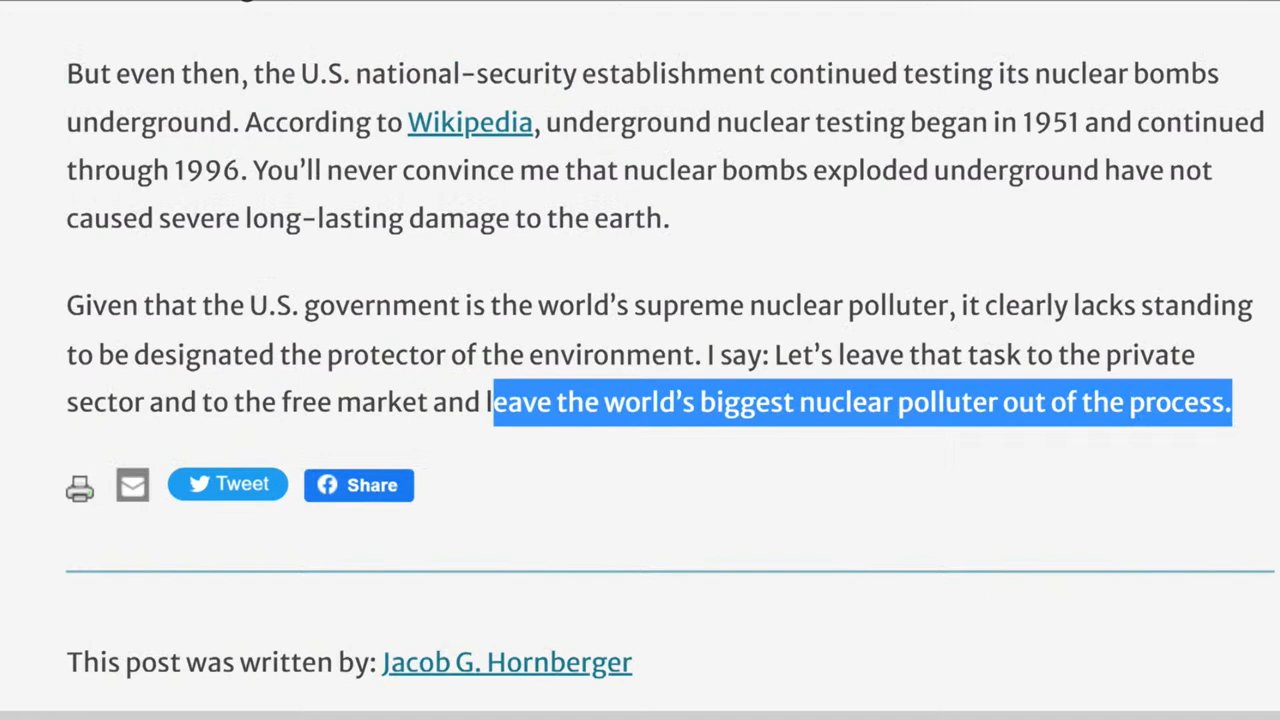 But even then, the U.S. national-security establishment continued testing its nuclear bombs
underground. According to Wikipedia, underground nuclear testing began in 1951 and continued
through 1996. You’ll never convince me that nuclear bombs exploded underground have not
caused severe long-lasting damage to the earth.
Given that the U.S. government is the world’s supreme nuclear polluter, it clearly lacks standing
to be designated the protector of the environment. I say: Let’s leave that task to the private
sector and to the free market and leave the world’s biggest nuclear polluter out of the process.
Tweet Share
This post was written by: Jacob G. Hornberger